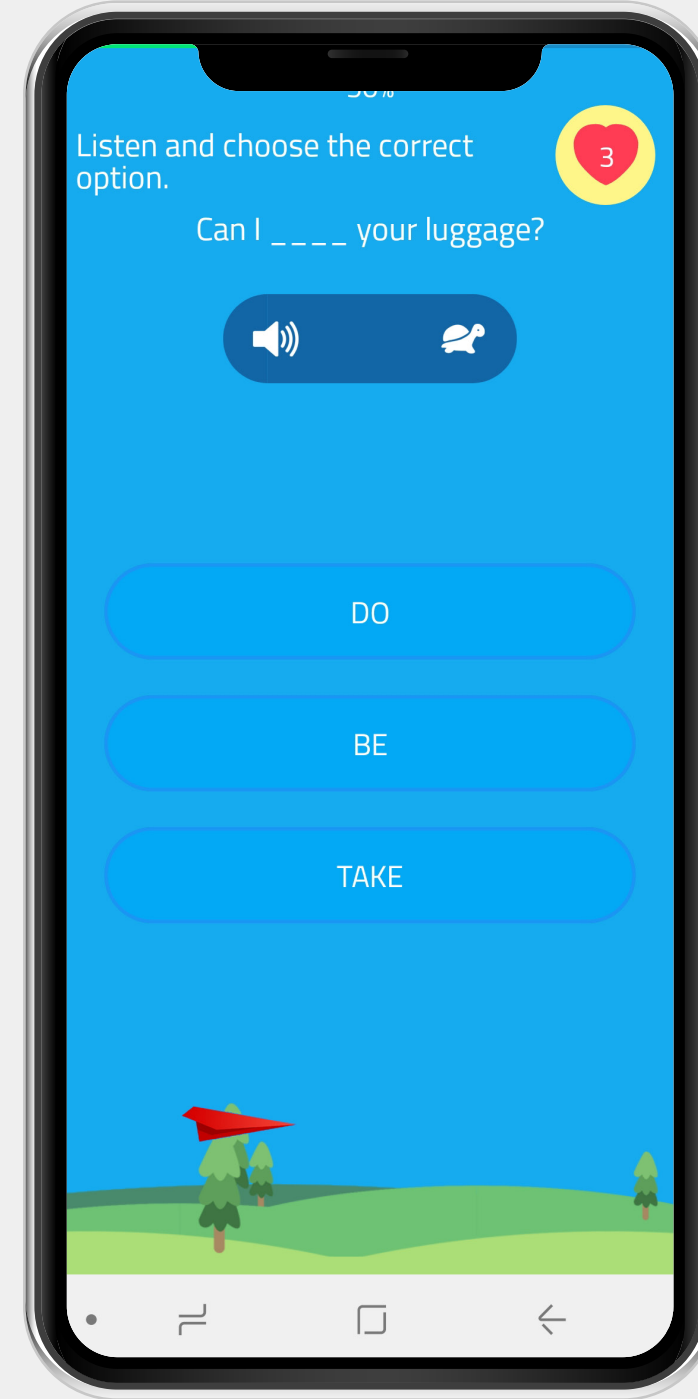 Listen and choose the correct
option.
3
Can I ____ your luggage?
DO
BE
TAKE